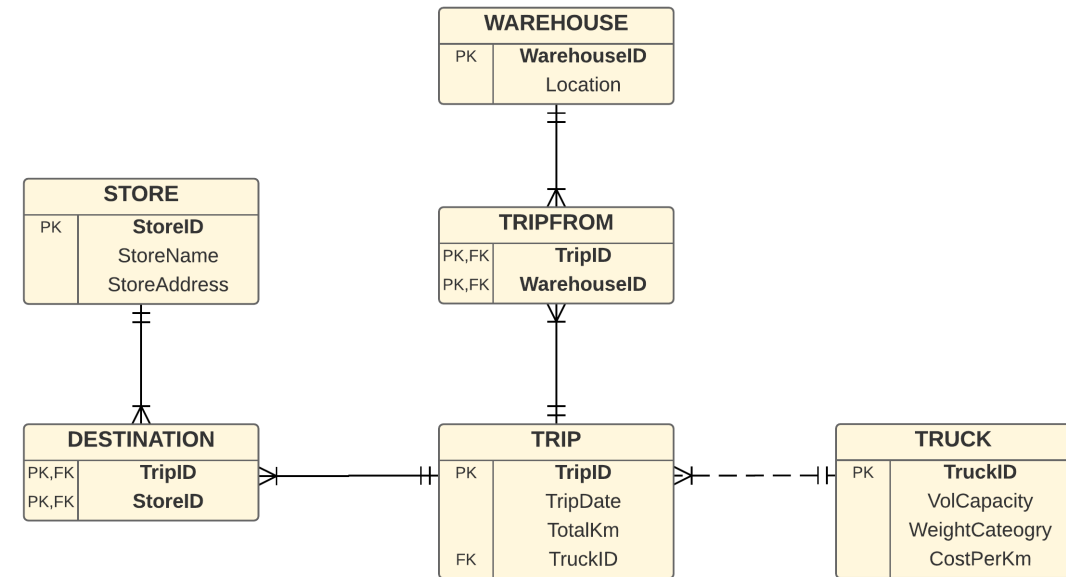 WAREHOUSE
PK WarehouseID
Location
STORE
PK StoreID
StoreName
StoreAddress
TRIPFROM
PK,FK TripID
PK,FK WarehouseID
DESTINATION
PK,FK TripID
PK,FK StoreID
TRIP
PK TripID
TripDate
TotalKm
FK TruckID
TRUCK
PK TruckID
VolCapacity
WeightCateogry
CostPerKm